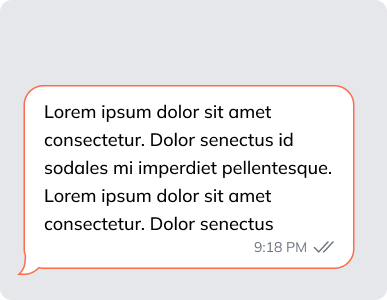 Lorem ipsum dolor sit amet
consectetur. Dolor senectus id
sodales mi imperdiet pellentesque.
Lorem ipsum dolor sit amet
consectetur. Dolor senectus
9:18 PM